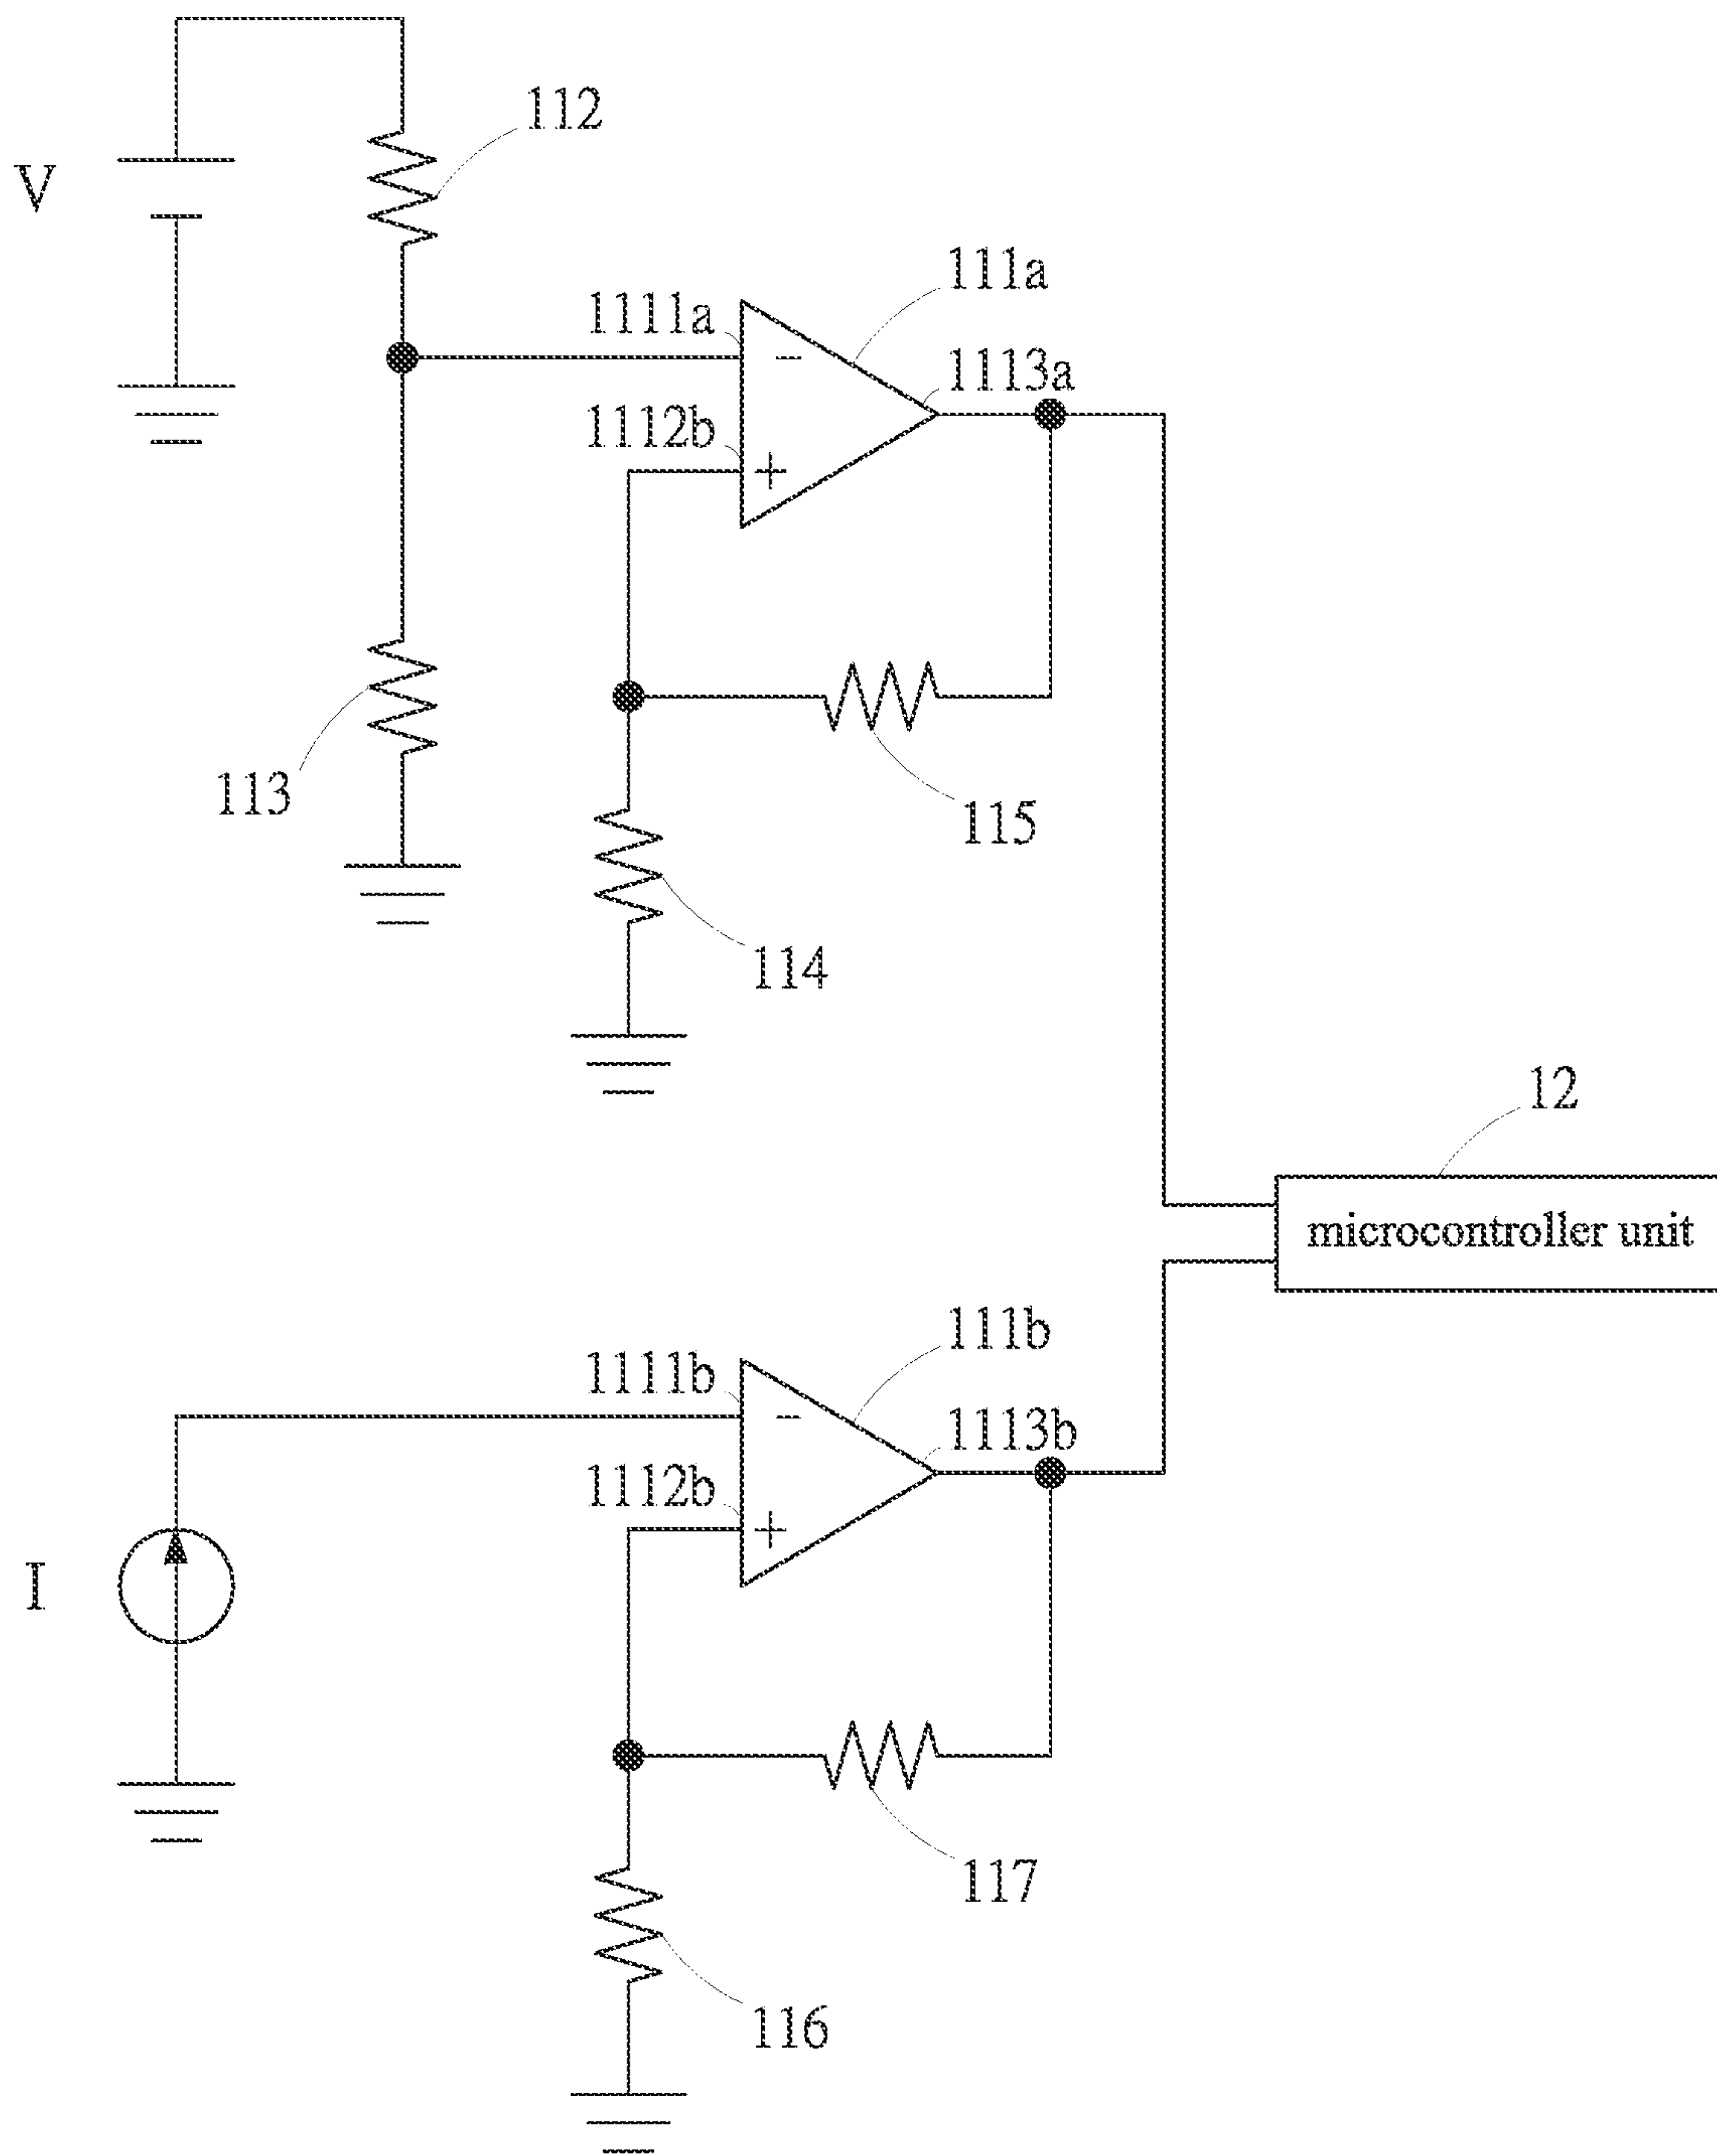 112
V
111a
1111a
-
1113a
1112b
+
113
115
114
12
microcontroller unit
111b
1111b
-
1113b
1112b
+
I
117
116